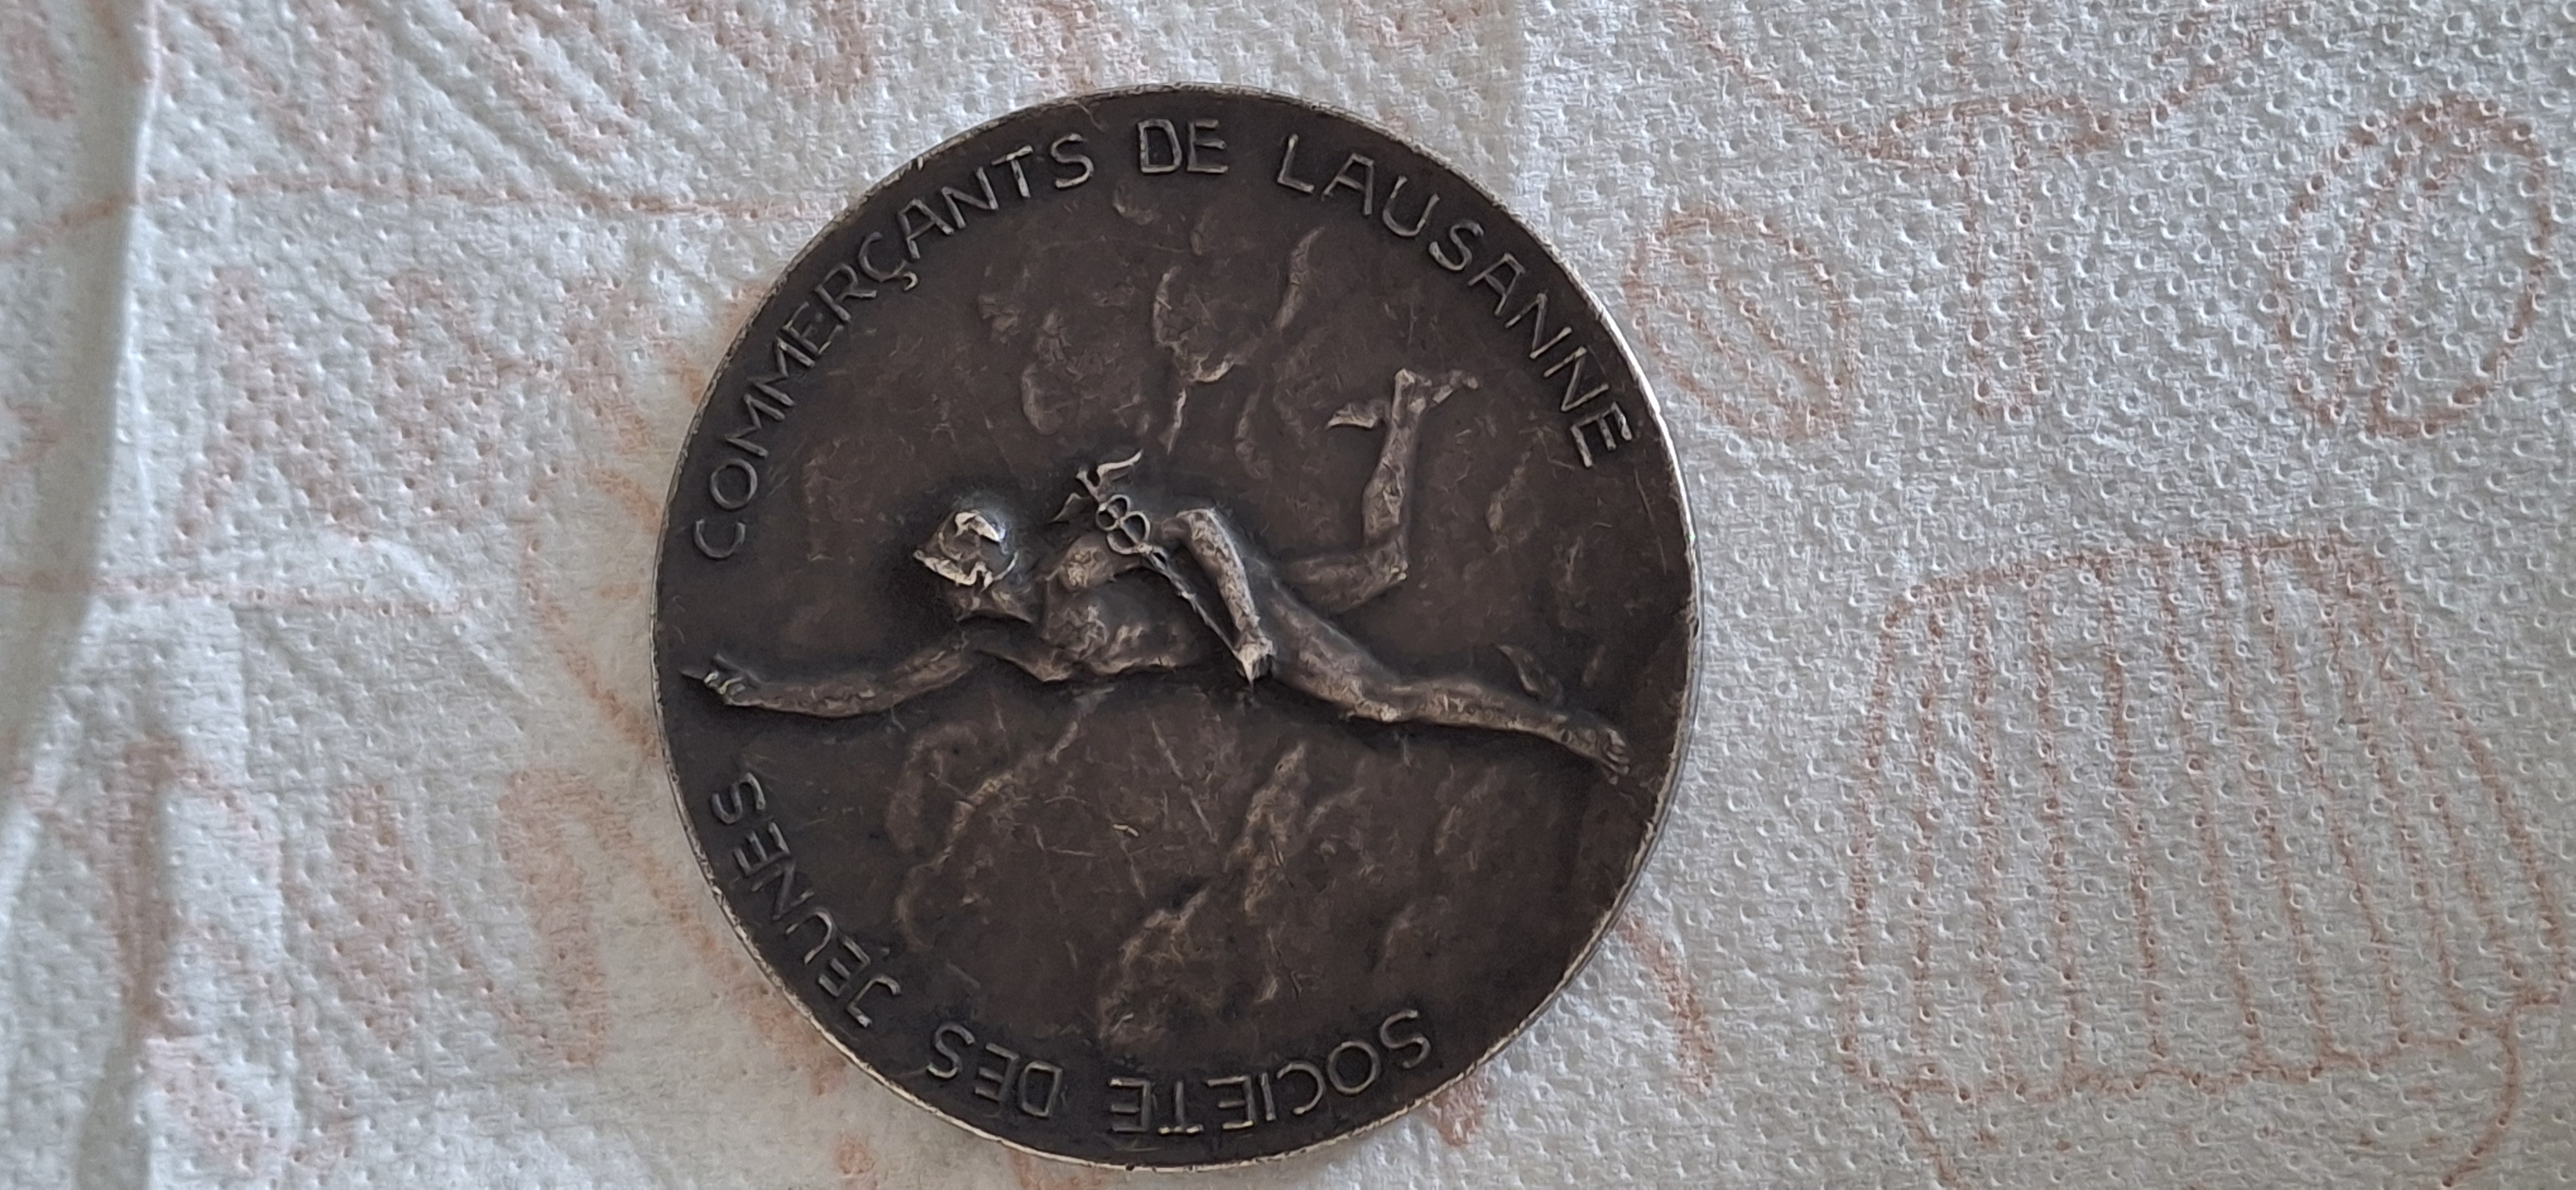 SOCIETE DES JEUNES COMMERÇANTS DE LAUSANNE